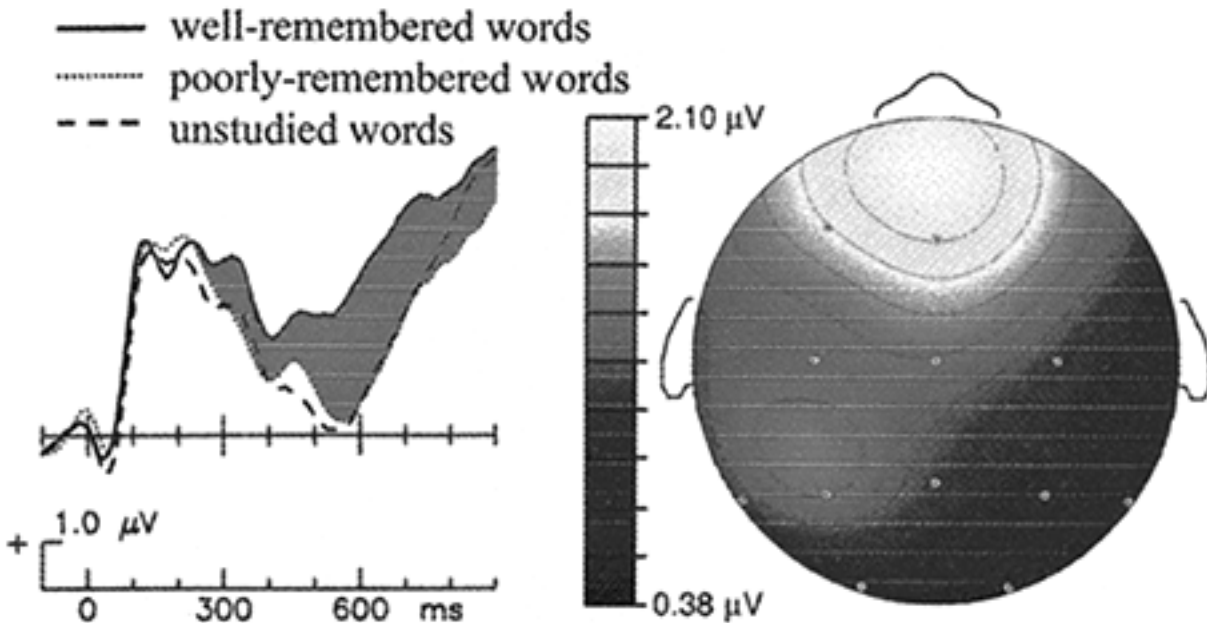 well-remembered words
poorly-remembered words
unstudied words
2.10 μV
+ 1.0 μV
0 300 600 ms
0.38 μV